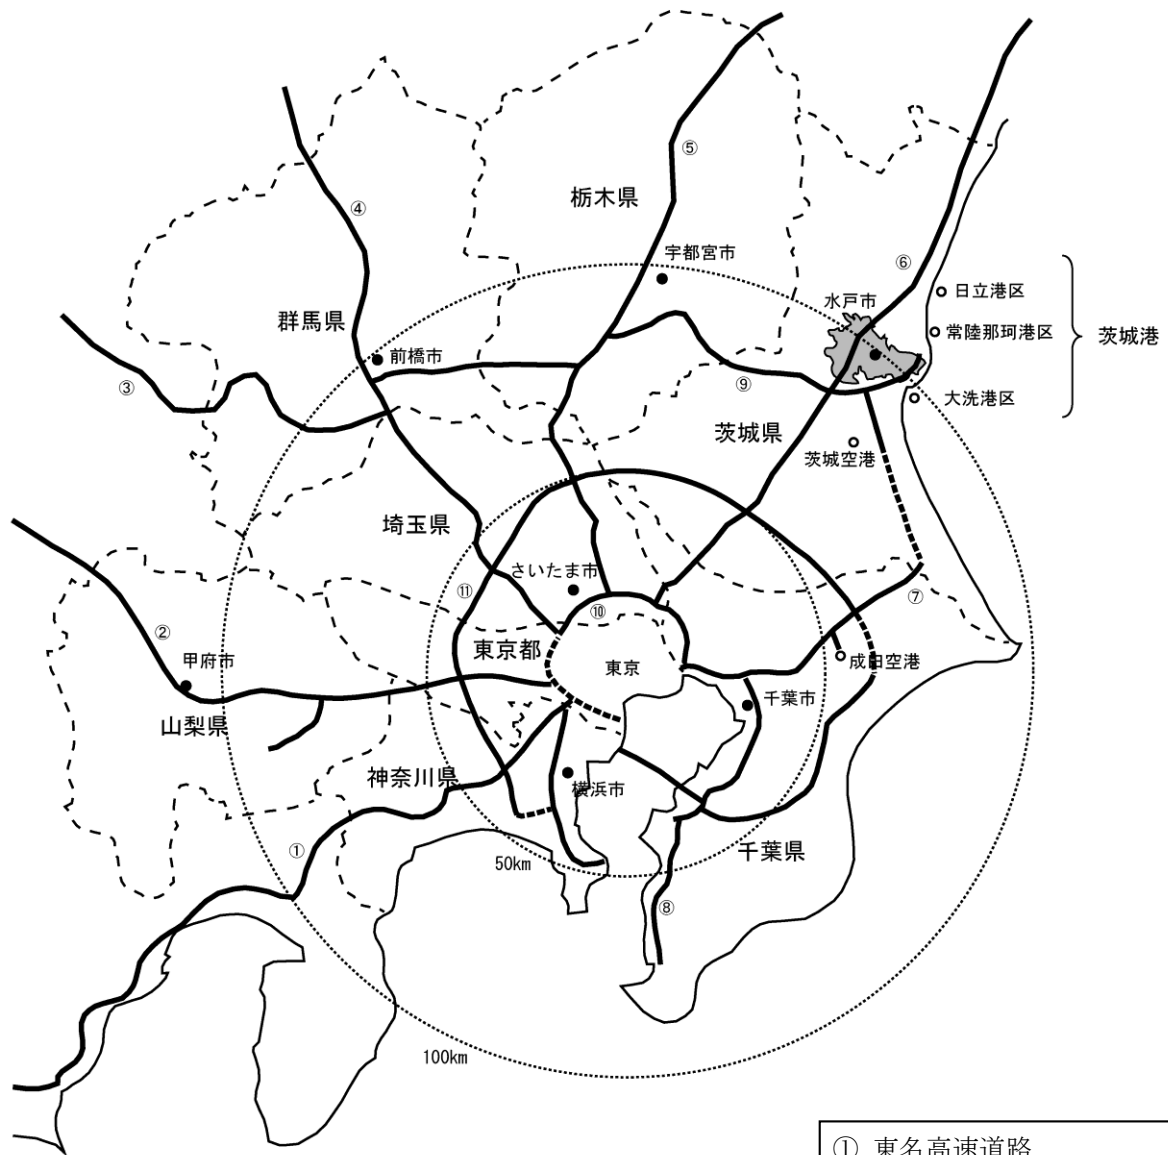 ⑤
栃木県
④
宇都宮市
⑥
日立港区
水戸市
群馬県
常陸那珂港区
茨城港
前橋市
③
⑨
大洗港区
茨城県
茨城空港
埼玉県
さいたま市
⑪
⑩
⑦
②
東京都
甲府市
東京
成田空港
千葉市
山梨県
神奈川県
横浜市
①
千葉県
50km
⑧
100km
① 東名高速道路